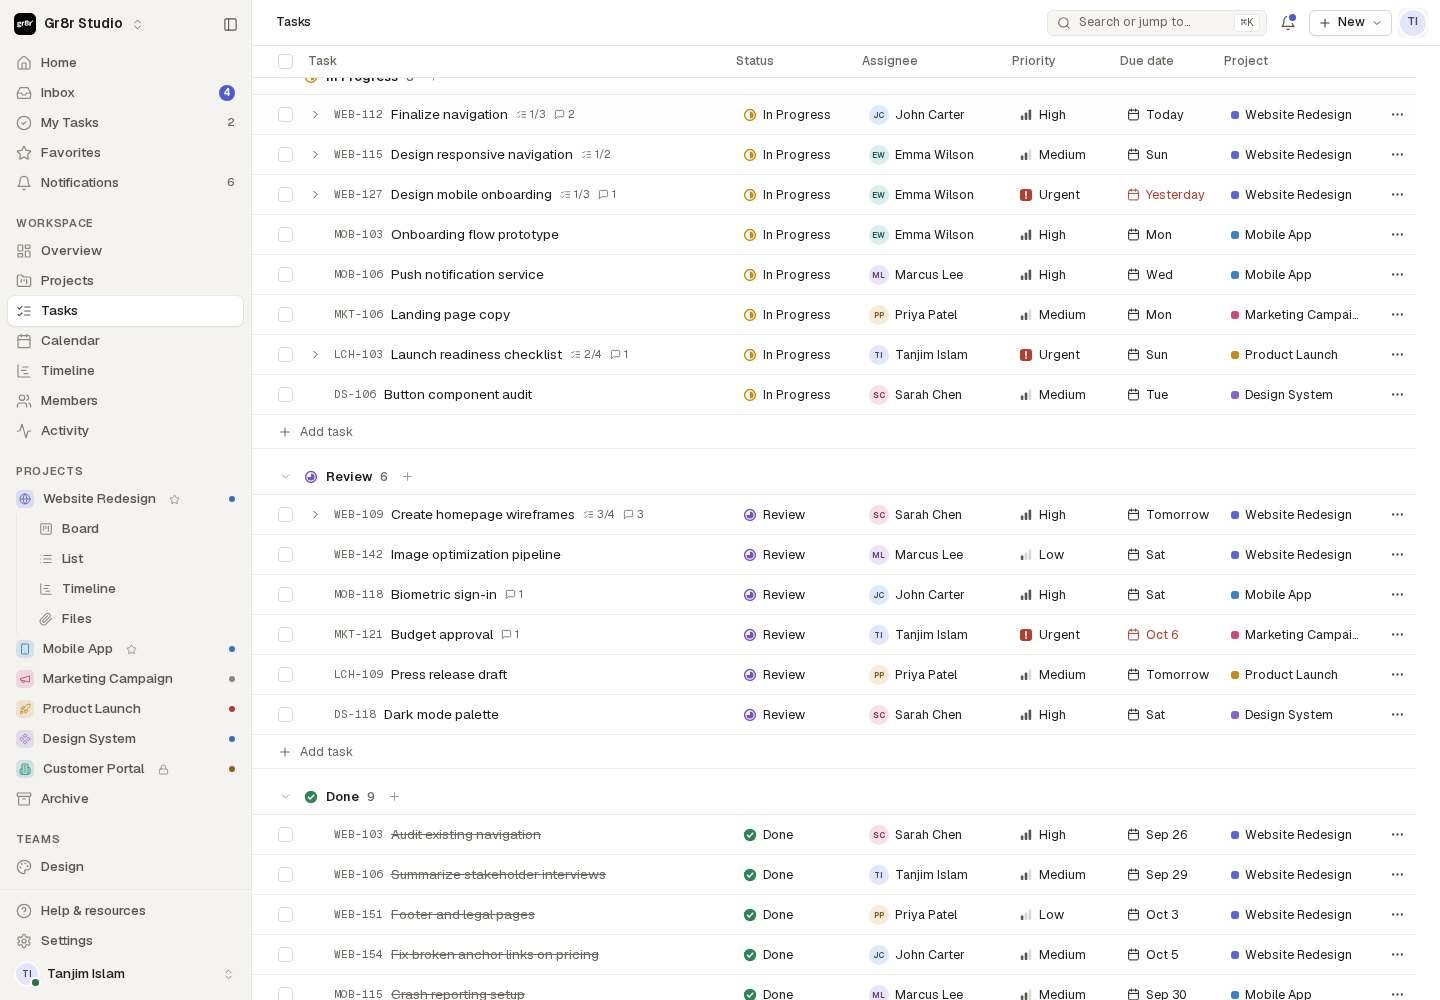 gr8r Gr8r Studio
Home
Inbox 4
My Tasks 2
Favorites
Notifications 6
WORKSPACE
Overview
Projects
Tasks
Calendar
Timeline
Members
Activity
PROJECTS
Website Redesign
Board
List
Timeline
Files
Mobile App
Marketing Campaign
Product Launch
Design System
Customer Portal
Archive
TEAMS
Design
Help & resources
Settings
TI Tanjim Islam
Tasks Search or jump to... ⌘K New TI
Task Status Assignee Priority Due date Project
In Progress 8
WEB-112 Finalize navigation 1/3 2 In Progress JC John Carter High Today Website Redesign
WEB-115 Design responsive navigation 1/2 In Progress EW Emma Wilson Medium Sun Website Redesign
WEB-127 Design mobile onboarding 1/3 1 In Progress EW Emma Wilson Urgent Yesterday Website Redesign
MOB-103 Onboarding flow prototype In Progress EW Emma Wilson High Mon Mobile App
MOB-106 Push notification service In Progress ML Marcus Lee High Wed Mobile App
MKT-106 Landing page copy In Progress PP Priya Patel Medium Mon Marketing Campai...
LCH-103 Launch readiness checklist 2/4 1 In Progress TI Tanjim Islam Urgent Sun Product Launch
DS-106 Button component audit In Progress SC Sarah Chen Medium Tue Design System
Add task
Review 6
WEB-109 Create homepage wireframes 3/4 3 Review SC Sarah Chen High Tomorrow Website Redesign
WEB-142 Image optimization pipeline Review ML Marcus Lee Low Sat Website Redesign
MOB-118 Biometric sign-in 1 Review JC John Carter High Sat Mobile App
MKT-121 Budget approval 1 Review TI Tanjim Islam Urgent Oct 6 Marketing Campai...
LCH-109 Press release draft Review PP Priya Patel Medium Tomorrow Product Launch
DS-118 Dark mode palette Review SC Sarah Chen High Sat Design System
Add task
Done 9
WEB-103 Audit existing navigation Done SC Sarah Chen High Sep 26 Website Redesign
WEB-106 Summarize stakeholder interviews Done TI Tanjim Islam Medium Sep 29 Website Redesign
WEB-151 Footer and legal pages Done PP Priya Patel Low Oct 3 Website Redesign
WEB-154 Fix broken anchor links on pricing Done JC John Carter Medium Oct 5 Website Redesign
MOB-115 Crash reporting setup Done ML Marcus Lee Medium Sep 30 Mobile App